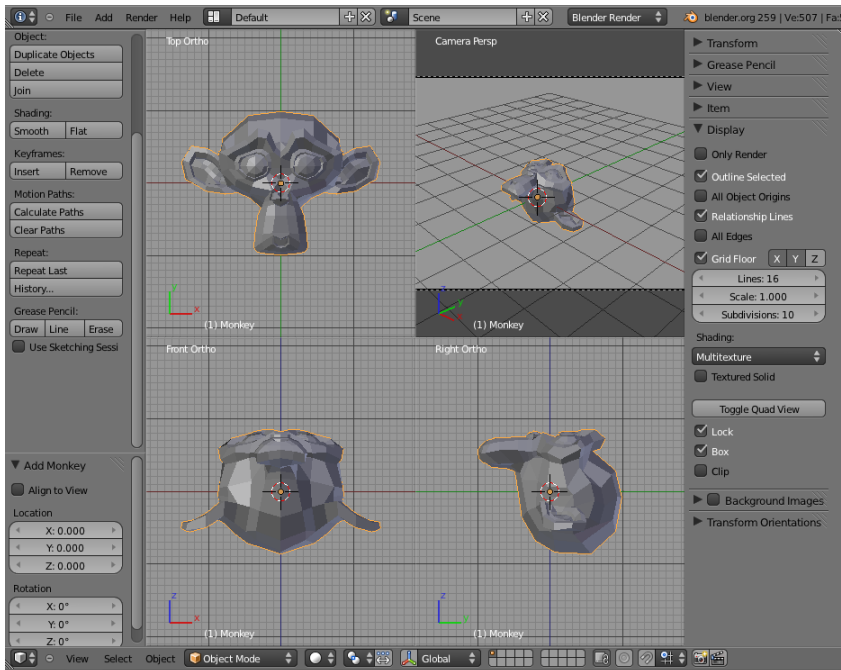 File Add Render Help Default Scene Blender Render blender.org 259 | Ve:507 | Fa:
Object:
Duplicate Objects
Delete
Join
Shading:
Smooth Flat
Keyframes:
Insert Remove
Motion Paths:
Calculate Paths
Clear Paths
Repeat:
Repeat Last
History...
Grease Pencil:
Draw Line Erase
Use Sketching Sessi
Add Monkey
Align to View
Location
X: 0.000
Y: 0.000
Z: 0.000
Rotation
X: 0°
Y: 0°
Z: 0°
Top Ortho
y
x
(1) Monkey
Camera Persp
z
y
x
(1) Monkey
Front Ortho
z
x
(1) Monkey
Right Ortho
z
y
(1) Monkey
Transform
Grease Pencil
View
Item
Display
Only Render
Outline Selected
All Object Origins
Relationship Lines
All Edges
Grid Floor X Y Z
Lines: 16
Scale: 1.000
Subdivisions: 10
Shading:
Multitexture
Textured Solid
Toggle Quad View
Lock
Box
Clip
Background Images
Transform Orientations
View Select Object Object Mode Global